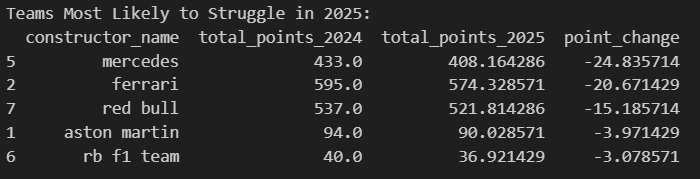 Teams Most Likely to Struggle in 2025:
constructor_name total_points_2024 total_points_2025 point_change
5 mercedes 433.0 408.164286 -24.835714
2 ferrari 595.0 574.328571 -20.671429
7 red bull 537.0 521.814286 -15.185714
1 aston martin 94.0 90.028571 -3.971429
6 rb f1 team 40.0 36.921429 -3.078571